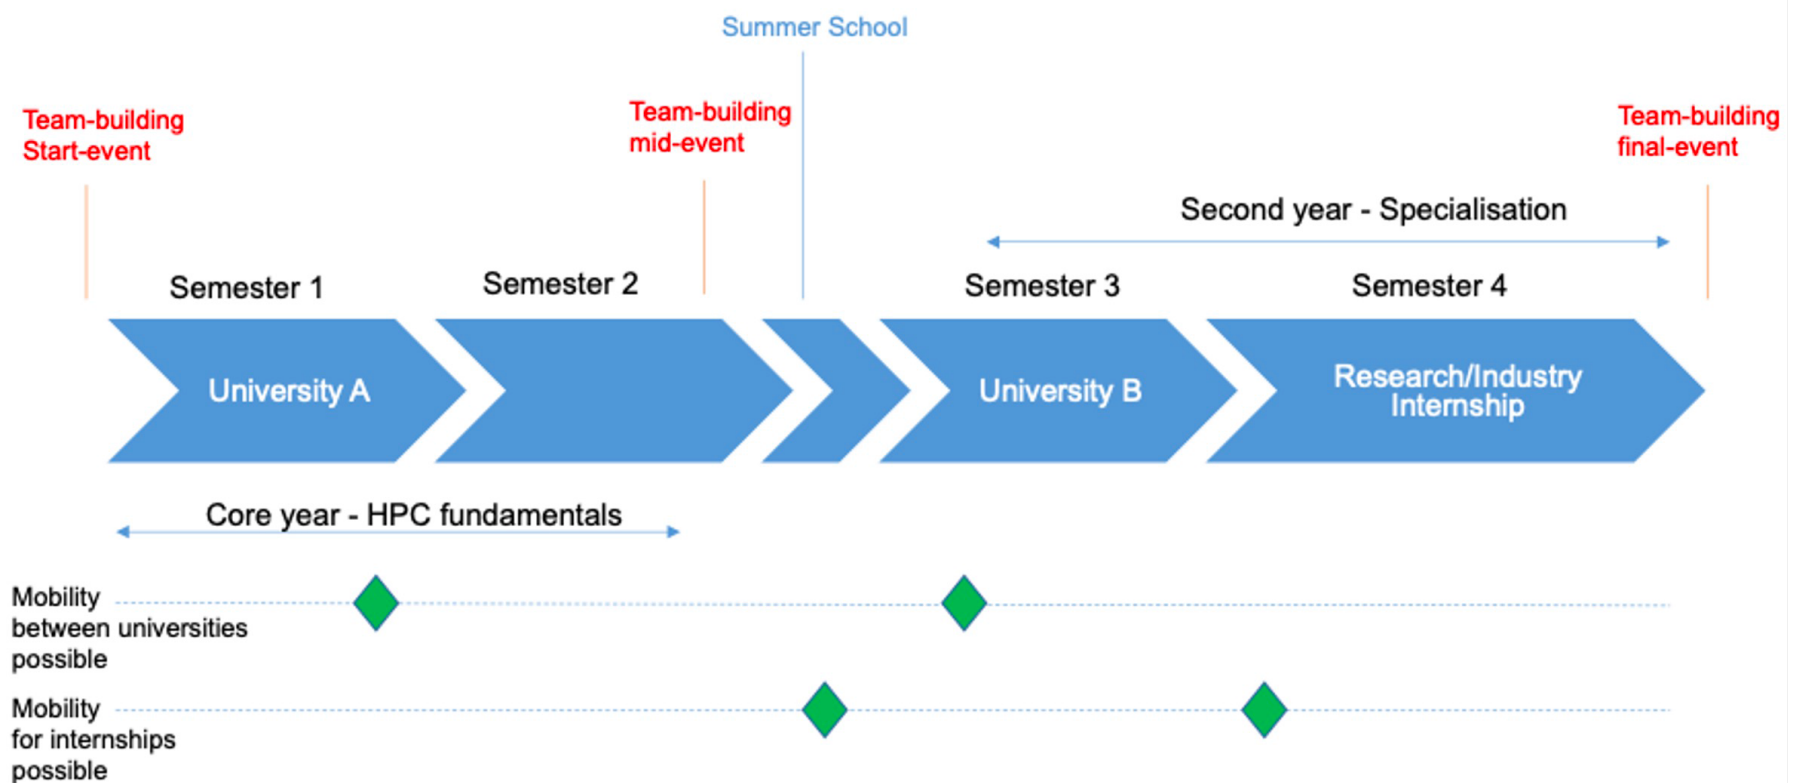 Summer School
Team-building
Start-event
Team-building
mid-event
Team-building
final-event
Second year - Specialisation
Semester 1
Semester 2
Semester 3
Semester 4
University A
University B
Research/Industry
Internship
Core year - HPC fundamentals
Mobility
between universities
possible
Mobility
for internships
possible